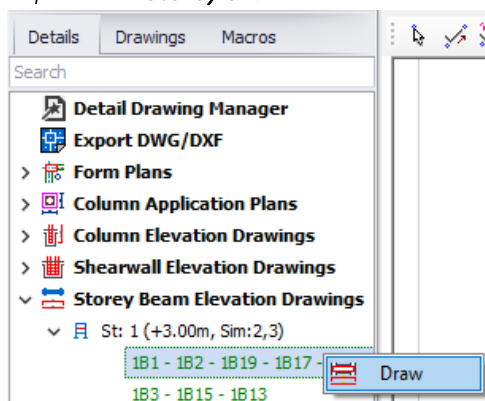 Details Drawings Macros
Search
Detail Drawing Manager
Export DWG/DXF
Form Plans
Column Application Plans
Column Elevation Drawings
Shearwall Elevation Drawings
Storey Beam Elevation Drawings
St: 1 (+3.00m, Sim:2,3)
1B1 - 1B2 - 1B19 - 1B17 -
Draw
1B3 - 1B15 - 1B13